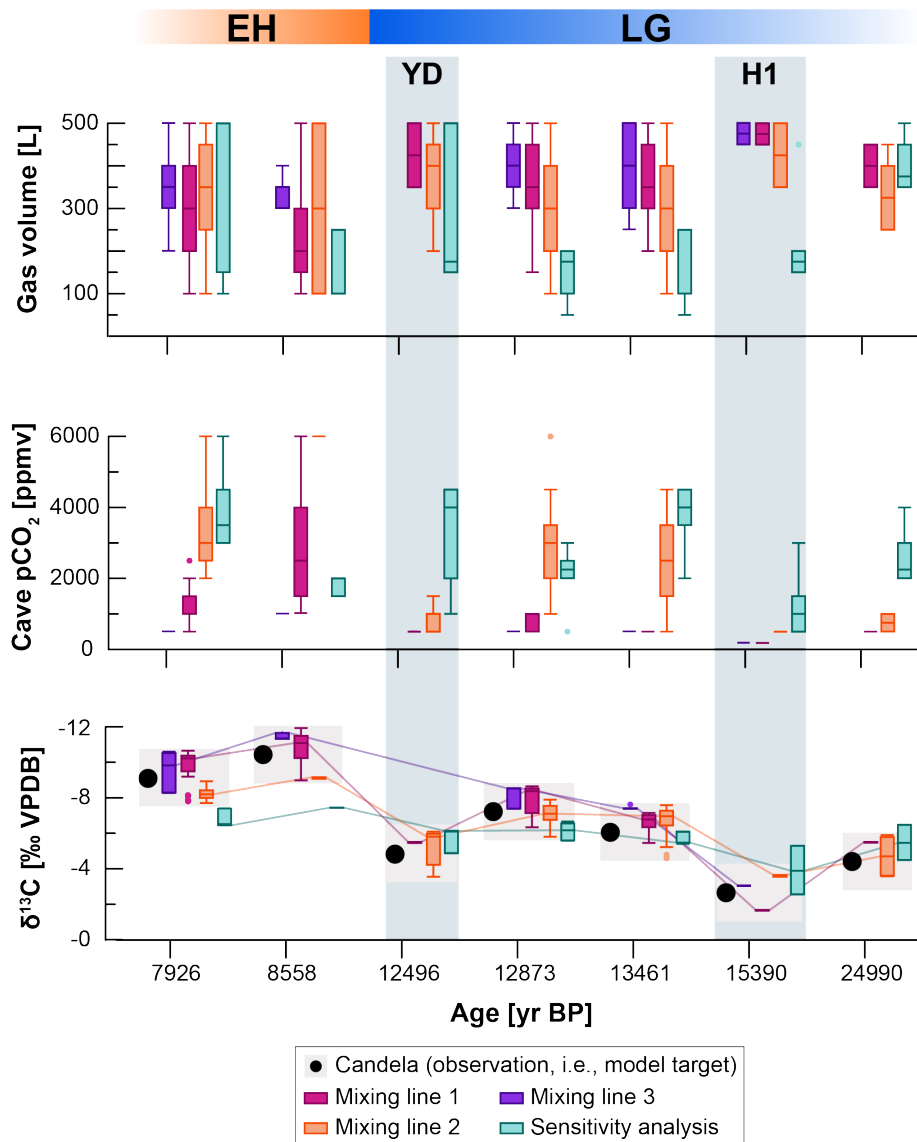 EH LG
YD H1
Gas volume [L]
500
300
100
Cave pCO₂ [ppmv]
6000
4000
2000
0
δ¹³C [‰ VPDB]
-12
-8
-4
-0
7926 8558 12496 12873 13461 15390 24990
Age [yr BP]
Candela (observation, i.e., model target)
Mixing line 1 Mixing line 3
Mixing line 2 Sensitivity analysis